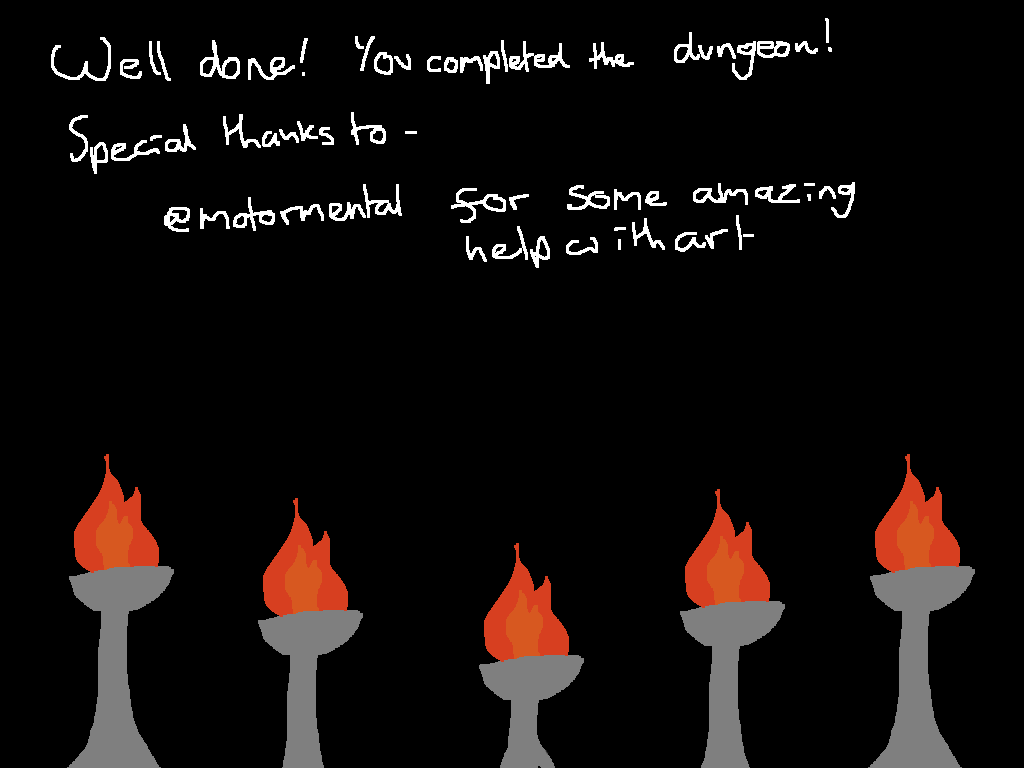 Well done! You completed the dungeon!
Special thanks to -
@motormental for some amazing
help with art